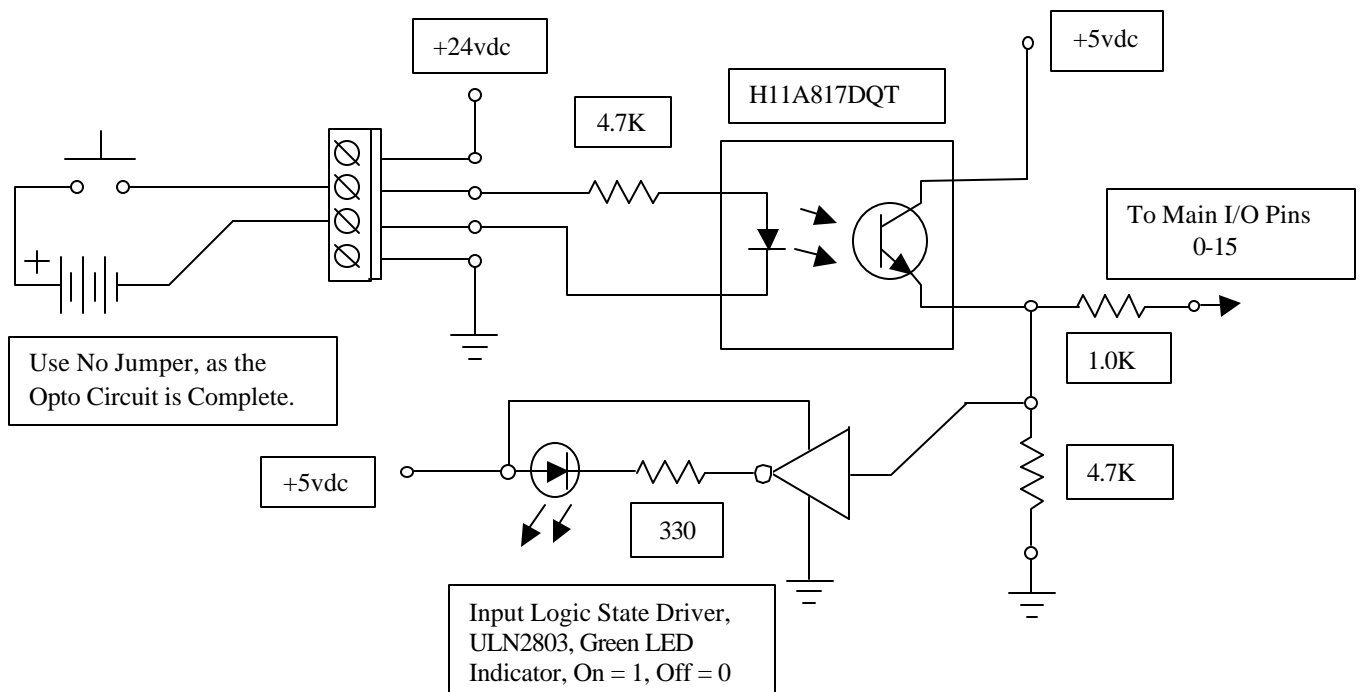 +24vdc
+5vdc
H11A817DQT
4.7K
To Main I/O Pins
0-15
+
1.0K
Use No Jumper, as the
Opto Circuit is Complete.
4.7K
+5vdc
330
Input Logic State Driver,
ULN2803, Green LED
Indicator, On = 1, Off = 0